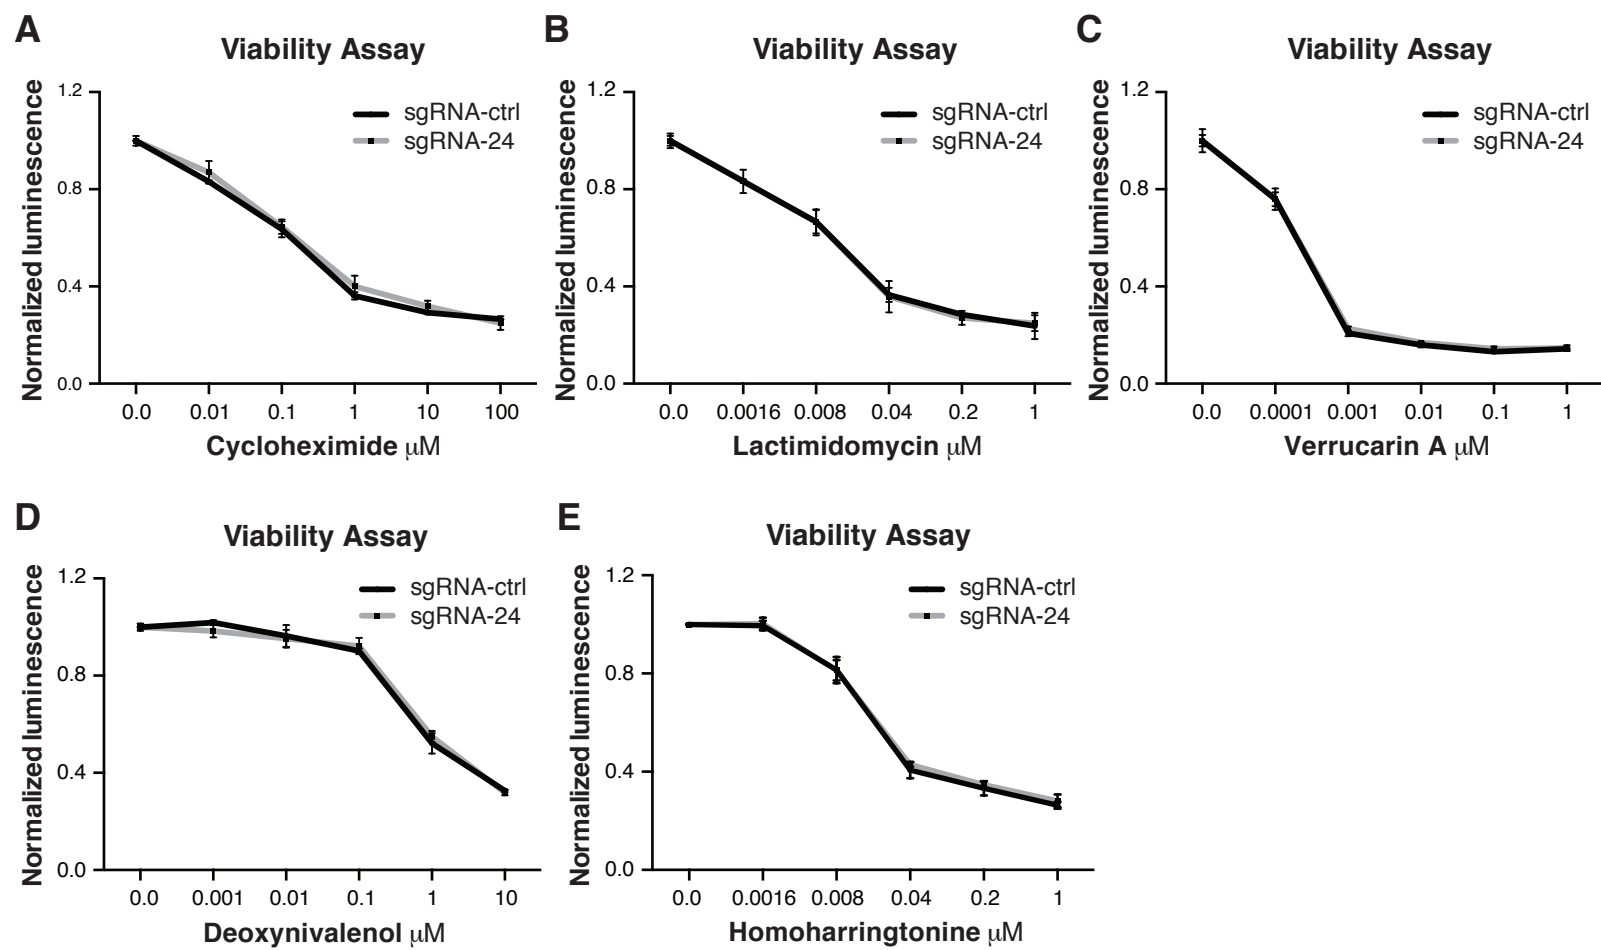 A
Viability Assay
Normalized luminescence
1.2
0.8
0.4
0.0
sgRNA-ctrl
sgRNA-24
0.0 0.01 0.1 1 10 100
Cycloheximide µM
B
Viability Assay
Normalized luminescence
1.2
0.8
0.4
0.0
sgRNA-ctrl
sgRNA-24
0.0 0.0016 0.008 0.04 0.2 1
Lactimidomycin µM
C
Viability Assay
Normalized luminescence
1.2
0.8
0.4
0.0
sgRNA-ctrl
sgRNA-24
0.0 0.0001 0.001 0.01 0.1 1
Verrucarin A µM
D
Viability Assay
Normalized luminescence
1.2
0.8
0.4
0.0
sgRNA-ctrl
sgRNA-24
0.0 0.001 0.01 0.1 1 10
Deoxynivalenol µM
E
Viability Assay
Normalized luminescence
1.2
0.8
0.4
0.0
sgRNA-ctrl
sgRNA-24
0.0 0.0016 0.008 0.04 0.2 1
Homoharringtonine µM